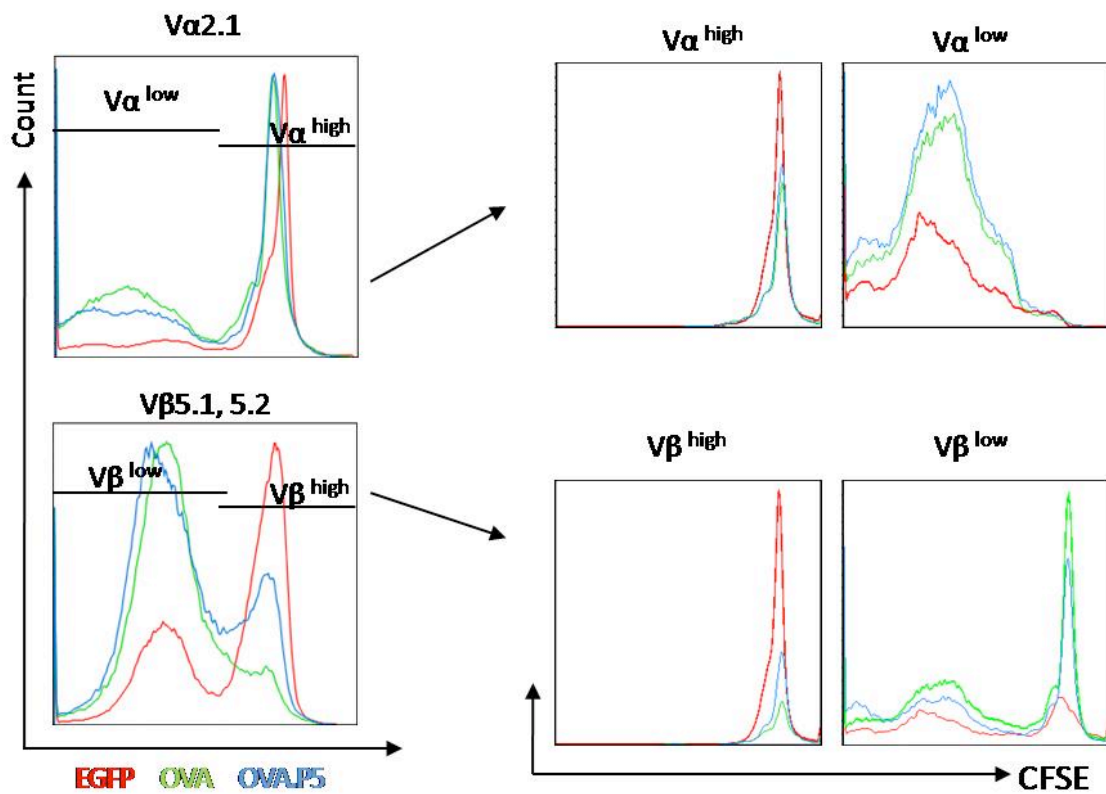 Vα2.1
Vα high
Vα low
Count
Vα low
Vα high
Vβ5.1, 5.2
Vβ high
Vβ low
Vβ low
Vβ high
EGFP OVA OVA.P5
CFSE